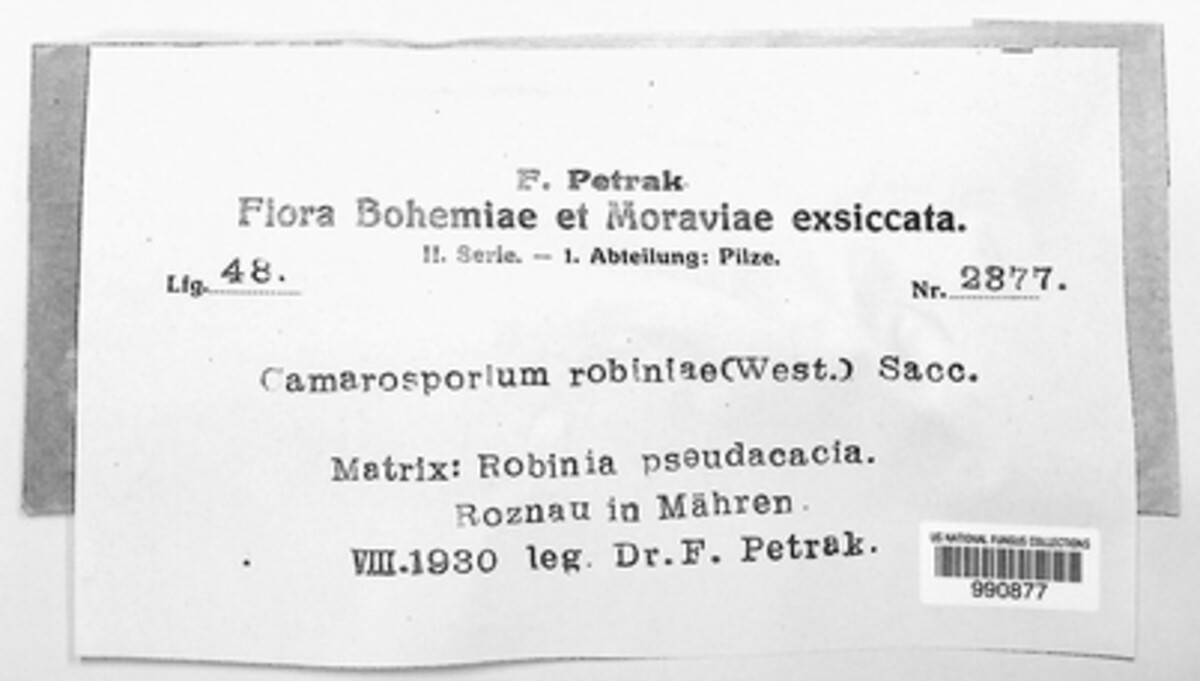 F. Petrak
Flora Bohemiae et Moraviae exsiccata.
II. Serie. — 1. Abteilung: Pilze.
Lfg. 48.
Nr. 2877.
Camarosporium robiniae (West.) Sacc.
Matrix: Robinia pseudacacia.
Roznau in Mähren.
VIII.1930 leg. Dr. F. Petrak.
US NATIONAL FUNGUS COLLECTIONS
990877